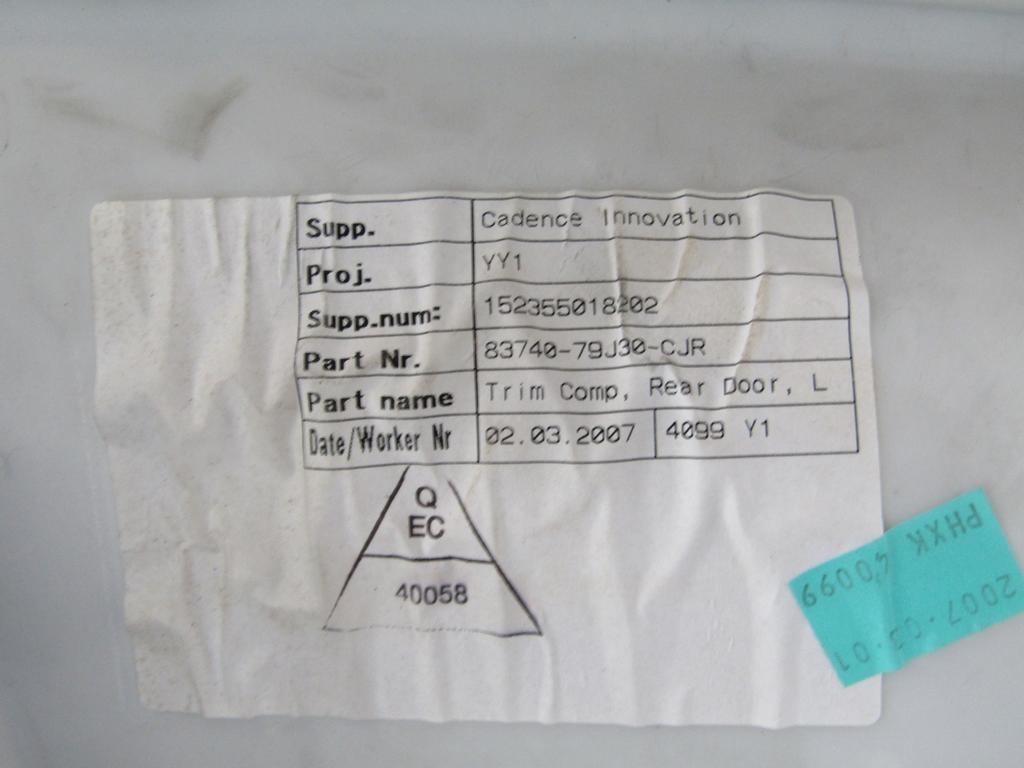 Supp. Cadence Innovation
Proj. YY1
Supp.num: 152355018202
Part Nr. 83740-79J30-CJR
Part name Trim Comp, Rear Door, L
Date/Worker Nr 02.03.2007 4099 Y1
Q
EC
40058
2007.03.01
PHXK 40099